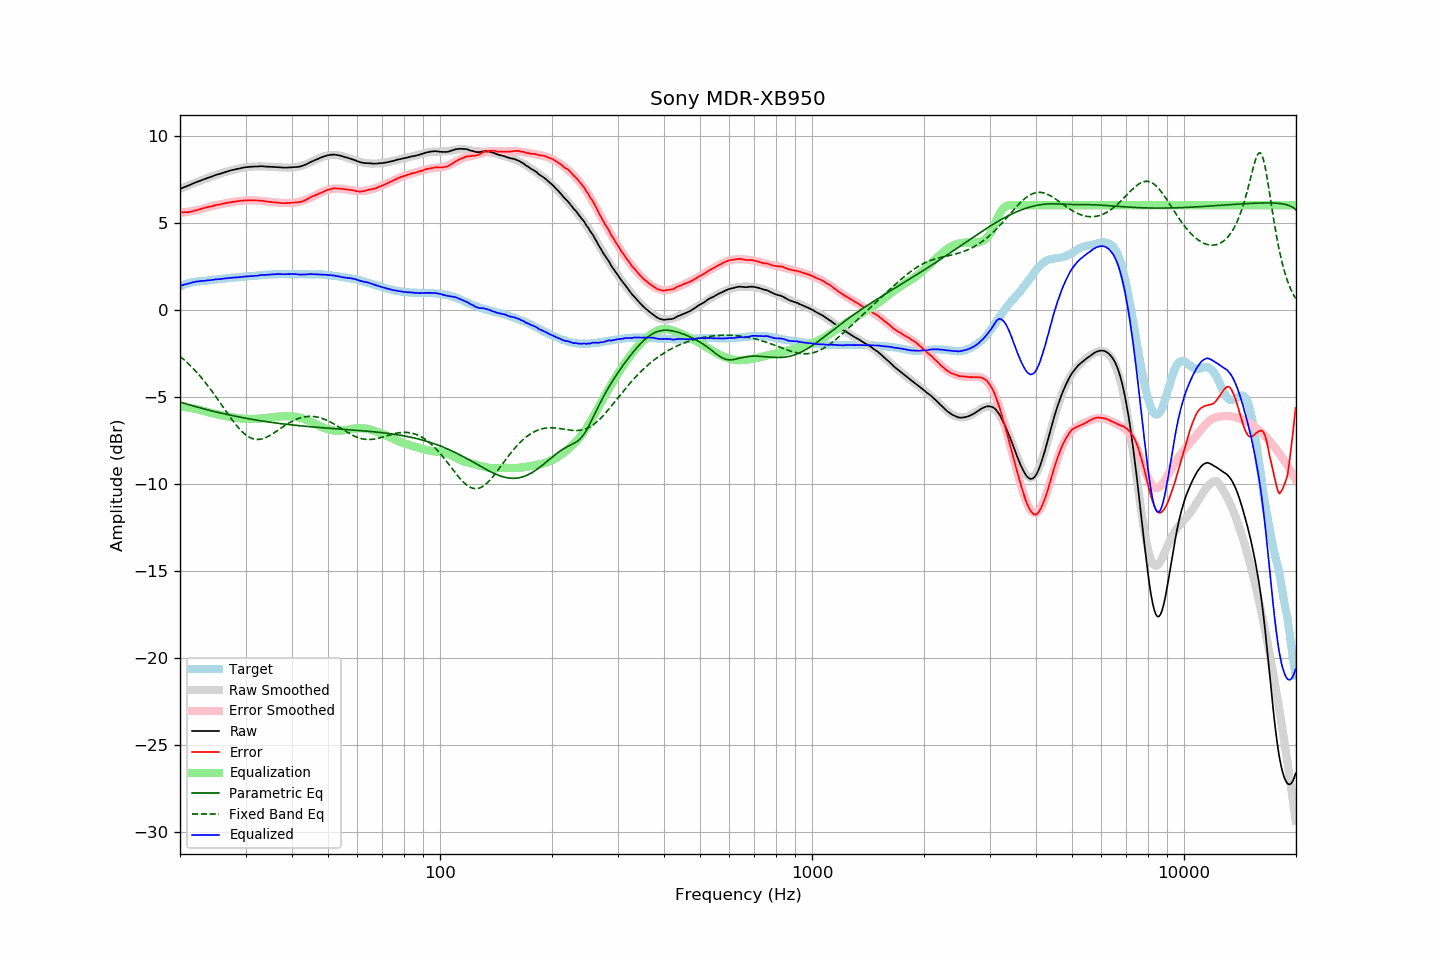 Sony MDR-XB950
Amplitude (dBr)
10
5
0
−5
−10
−15
−20
−25
−30
Target
Raw Smoothed
Error Smoothed
Raw
Error
Equalization
Parametric Eq
Fixed Band Eq
Equalized
100
1000
10000
Frequency (Hz)